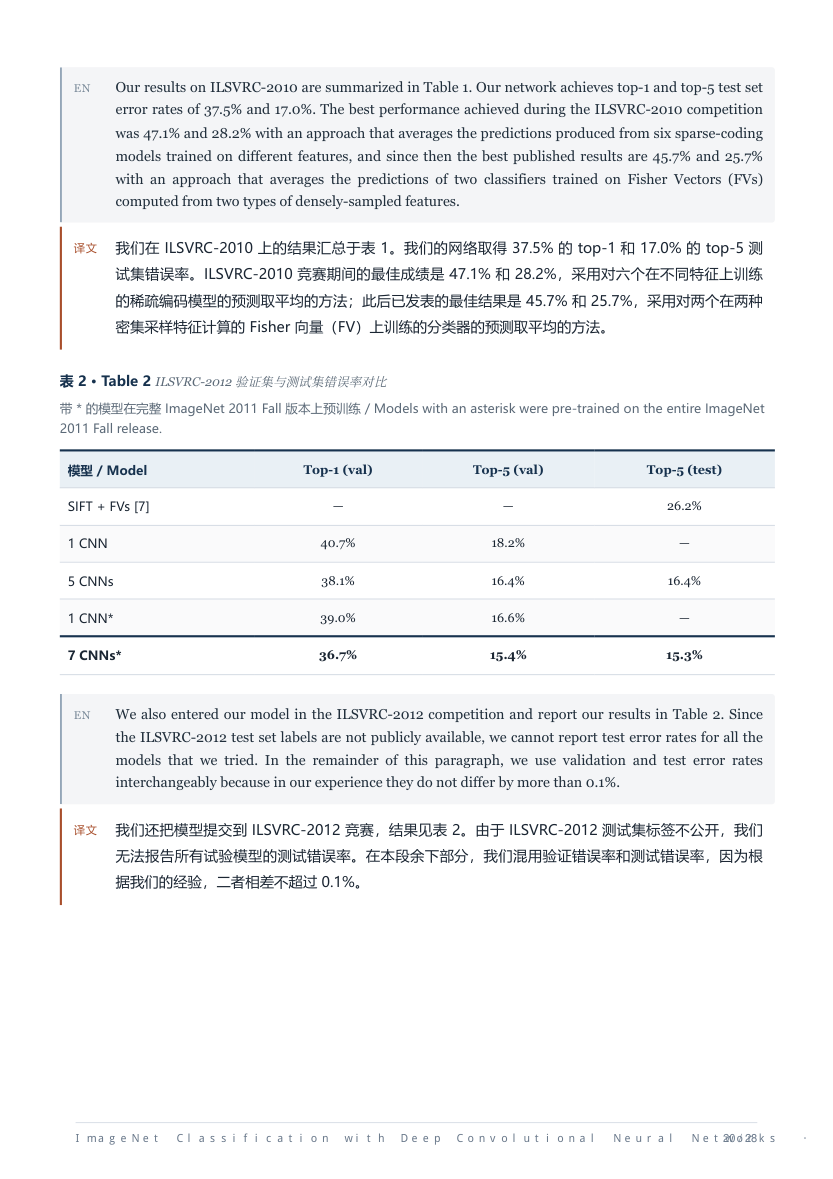 EN
Our results on ILSVRC-2010 are summarized in Table 1. Our network achieves top-1 and top-5 test set
error rates of 37.5% and 17.0%. The best performance achieved during the ILSVRC-2010 competition
was 47.1% and 28.2% with an approach that averages the predictions produced from six sparse-coding
models trained on different features, and since then the best published results are 45.7% and 25.7%
with an approach that averages the predictions of two classifiers trained on Fisher Vectors (FVs)
computed from two types of densely-sampled features.
译文
我们在 ILSVRC-2010 上的结果汇总于表 1。我们的网络取得 37.5% 的 top-1 和 17.0% 的 top-5 测
试集错误率。ILSVRC-2010 竞赛期间的最佳成绩是 47.1% 和 28.2%，采用对六个在不同特征上训练
的稀疏编码模型的预测取平均的方法；此后已发表的最佳结果是 45.7% 和 25.7%，采用对两个在两种
密集采样特征计算的 Fisher 向量（FV）上训练的分类器的预测取平均的方法。
表 2 • Table 2 ILSVRC-2012 验证集与测试集错误率对比
带 * 的模型在完整 ImageNet 2011 Fall 版本上预训练 / Models with an asterisk were pre-trained on the entire ImageNet
2011 Fall release.
模型 / Model Top-1 (val) Top-5 (val) Top-5 (test)
SIFT + FVs [7] — — 26.2%
1 CNN 40.7% 18.2% —
5 CNNs 38.1% 16.4% 16.4%
1 CNN* 39.0% 16.6% —
7 CNNs* 36.7% 15.4% 15.3%
EN
We also entered our model in the ILSVRC-2012 competition and report our results in Table 2. Since
the ILSVRC-2012 test set labels are not publicly available, we cannot report test error rates for all the
models that we tried. In the remainder of this paragraph, we use validation and test error rates
interchangeably because in our experience they do not differ by more than 0.1%.
译文
我们还把模型提交到 ILSVRC-2012 竞赛，结果见表 2。由于 ILSVRC-2012 测试集标签不公开，我们
无法报告所有试验模型的测试错误率。在本段余下部分，我们混用验证错误率和测试错误率，因为根
据我们的经验，二者相差不超过 0.1%。
ImageNet Classification with Deep Convolutional Neural Networks ·
20 / 28